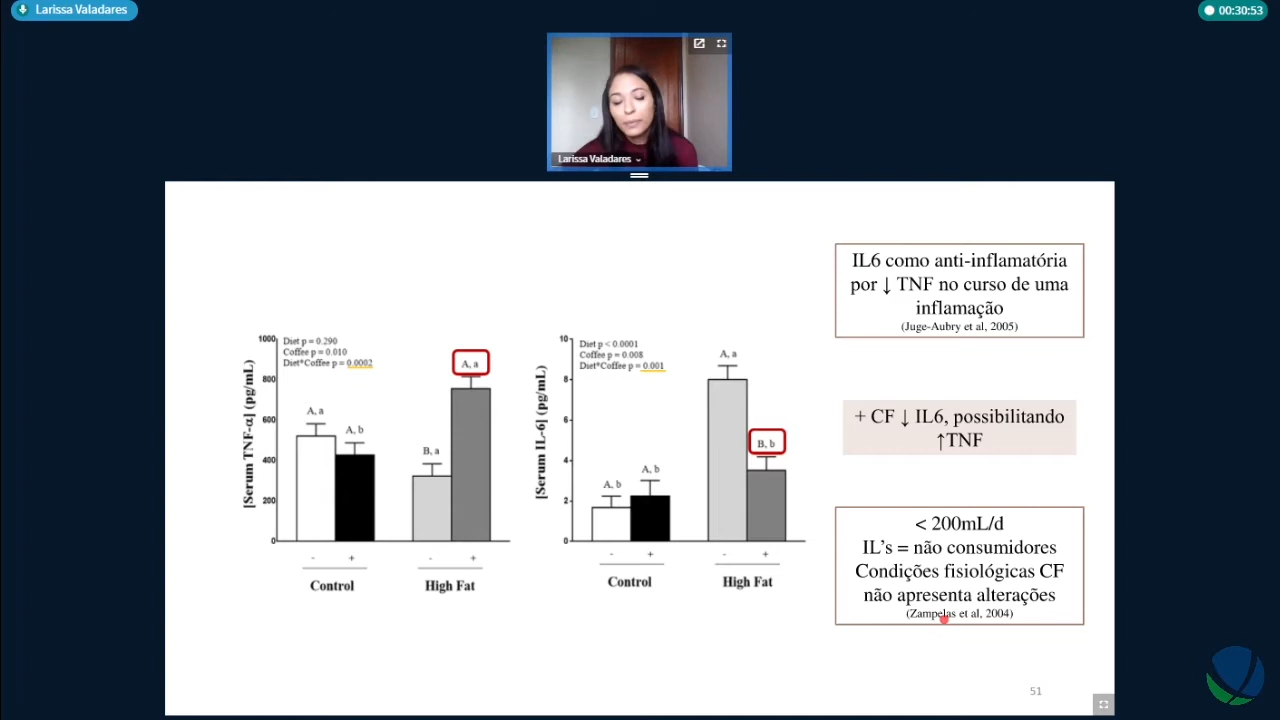 Larissa Valadares
00:30:53
Larissa Valadares
IL6 como anti-inflamatória
por ↓ TNF no curso de uma
inflamação
(Juge-Aubry et al, 2005)
+ CF ↓ IL6, possibilitando
↑TNF
< 200mL/d
IL's = não consumidores
Condições fisiológicas CF
não apresenta alterações
(Zampelas et al, 2004)
[Serum TNF-α] (pg/mL)
1000
800
600
400
200
0
Diet p = 0.290
Coffee p = 0.010
Diet*Coffee p = 0.0002
A, a
A, b
B, a
A, a
- + - +
Control High Fat
[Serum IL-6] (pg/mL)
10
8
6
4
2
0
Diet p < 0.0001
Coffee p = 0.008
Diet*Coffee p = 0.001
A, b
A, b
A, a
B, b
- + - +
Control High Fat
51